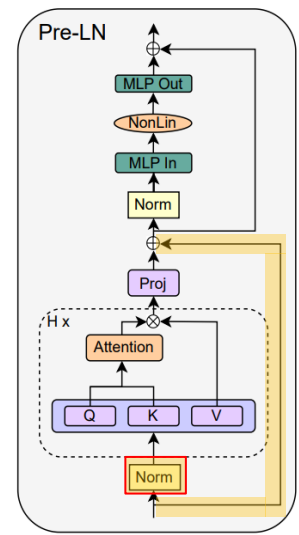 Pre-LN
MLP Out
NonLin
MLP In
Norm
Proj
H x
Attention
Q K V
Norm